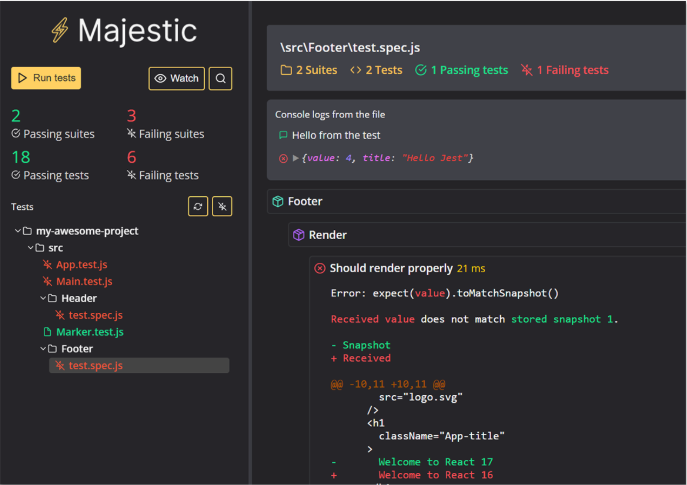 Majestic
Run tests
Watch
2
Passing suites
3
Failing suites
18
Passing tests
6
Failing tests
Tests
my-awesome-project
src
App.test.js
Main.test.js
Header
test.spec.js
Marker.test.js
Footer
test.spec.js
\src\Footer\test.spec.js
2 Suites <> 2 Tests 1 Passing tests 1 Failing tests
Console logs from the file
Hello from the test
{value: 4, title: "Hello Jest"}
Footer
Render
Should render properly 21 ms
Error: expect(value).toMatchSnapshot()
Received value does not match stored snapshot 1.
- Snapshot
+ Received
@@ -10,11 +10,11 @@
src="logo.svg"
/>
<h1
className="App-title"
>
- Welcome to React 17
+ Welcome to React 16